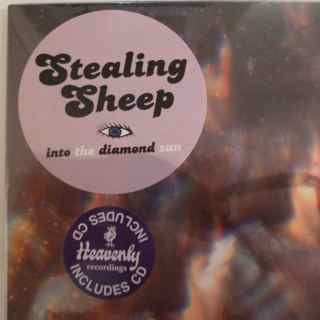 Stealing
Sheep
into the diamond sun
INCLUDES CD
Heavenly
recordings
INCLUDES CD